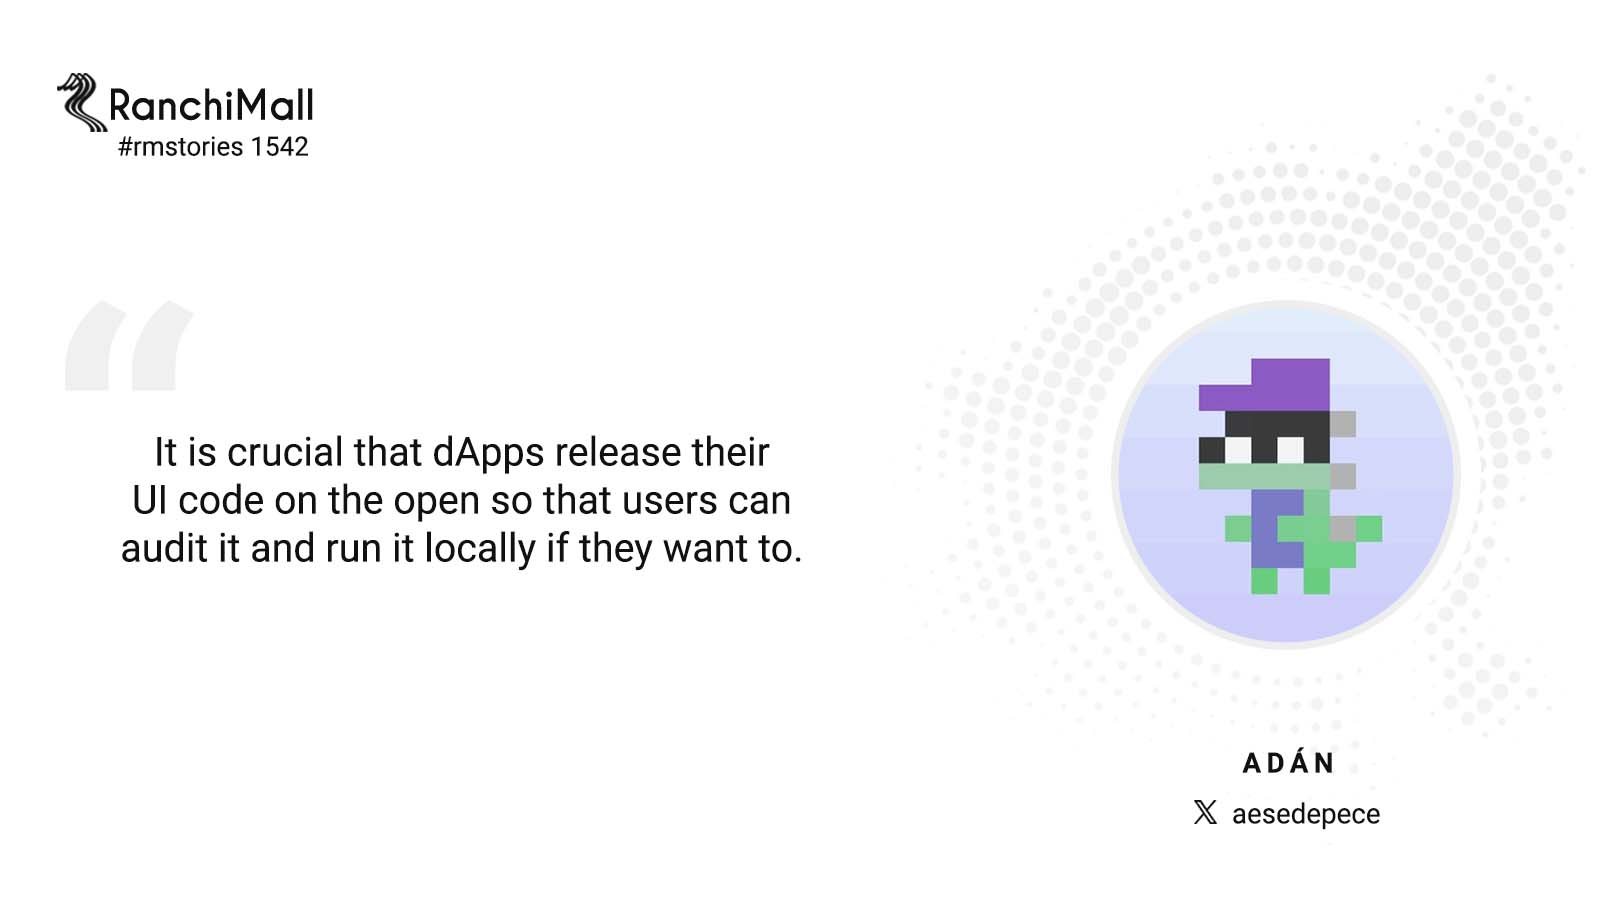 RanchiMall
#rmstories 1542
“
It is crucial that dApps release their
UI code on the open so that users can
audit it and run it locally if they want to.
ADÁN
X aesedepece